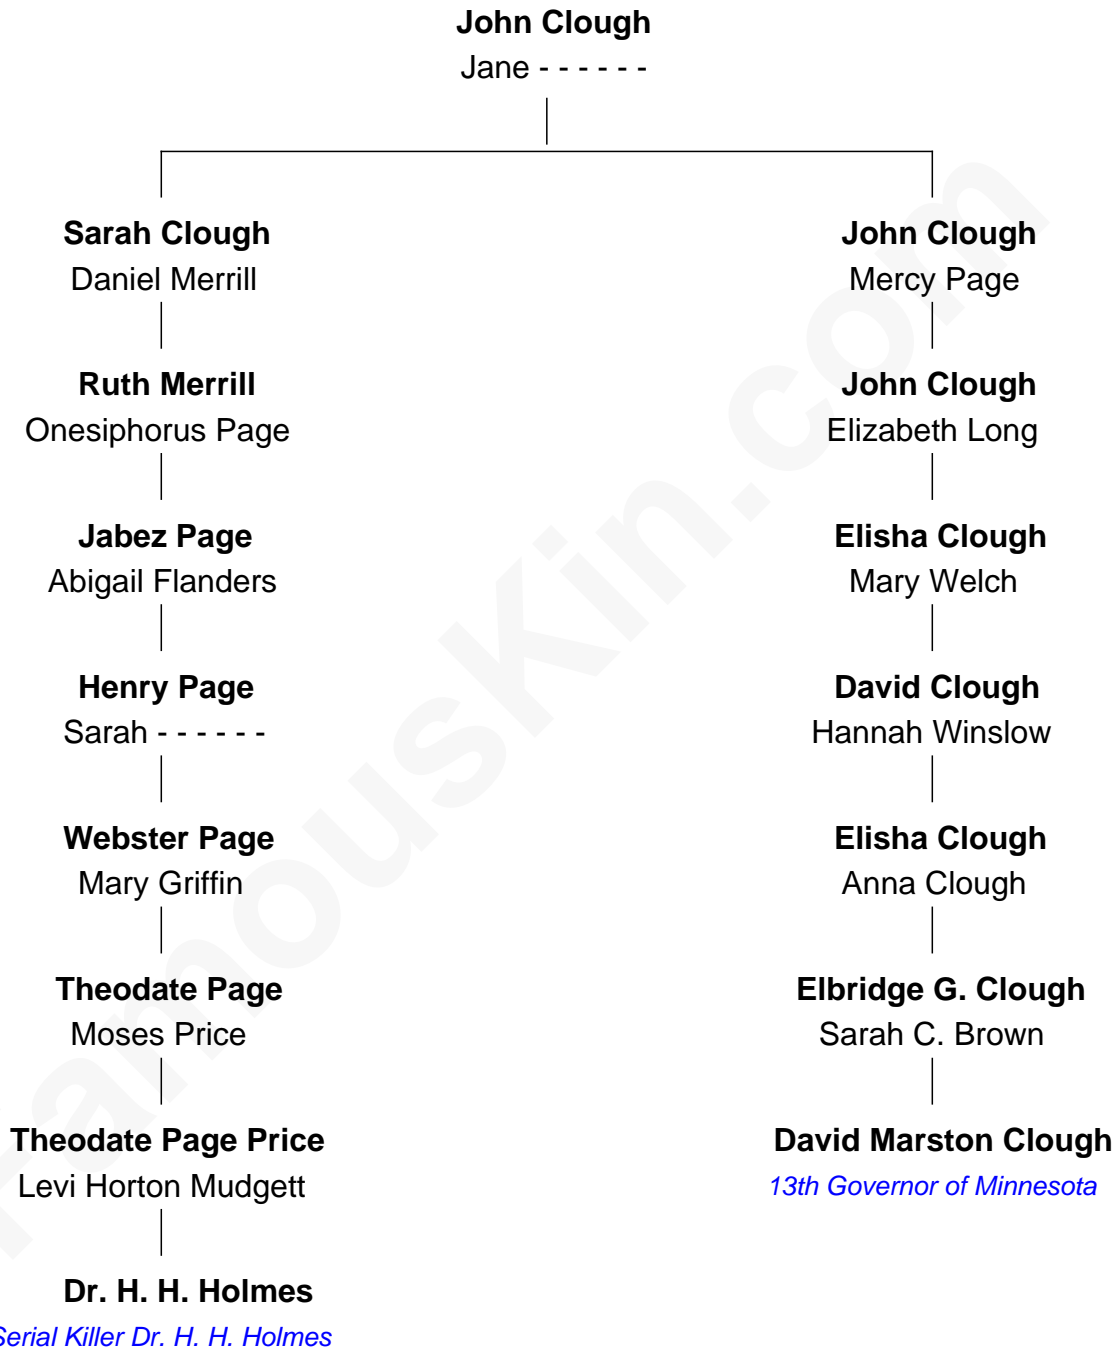 John Clough
Jane - - - - - -
Sarah Clough
Daniel Merrill
John Clough
Mercy Page
Ruth Merrill
Onesiphorus Page
John Clough
Elizabeth Long
Jabez Page
Abigail Flanders
Elisha Clough
Mary Welch
Henry Page
Sarah - - - - - -
David Clough
Hannah Winslow
Webster Page
Mary Griffin
Elisha Clough
Anna Clough
Theodate Page
Moses Price
Elbridge G. Clough
Sarah C. Brown
Theodate Page Price
Levi Horton Mudgett
David Marston Clough
13th Governor of Minnesota
Dr. H. H. Holmes
Serial Killer Dr. H. H. Holmes
FamousKin.com